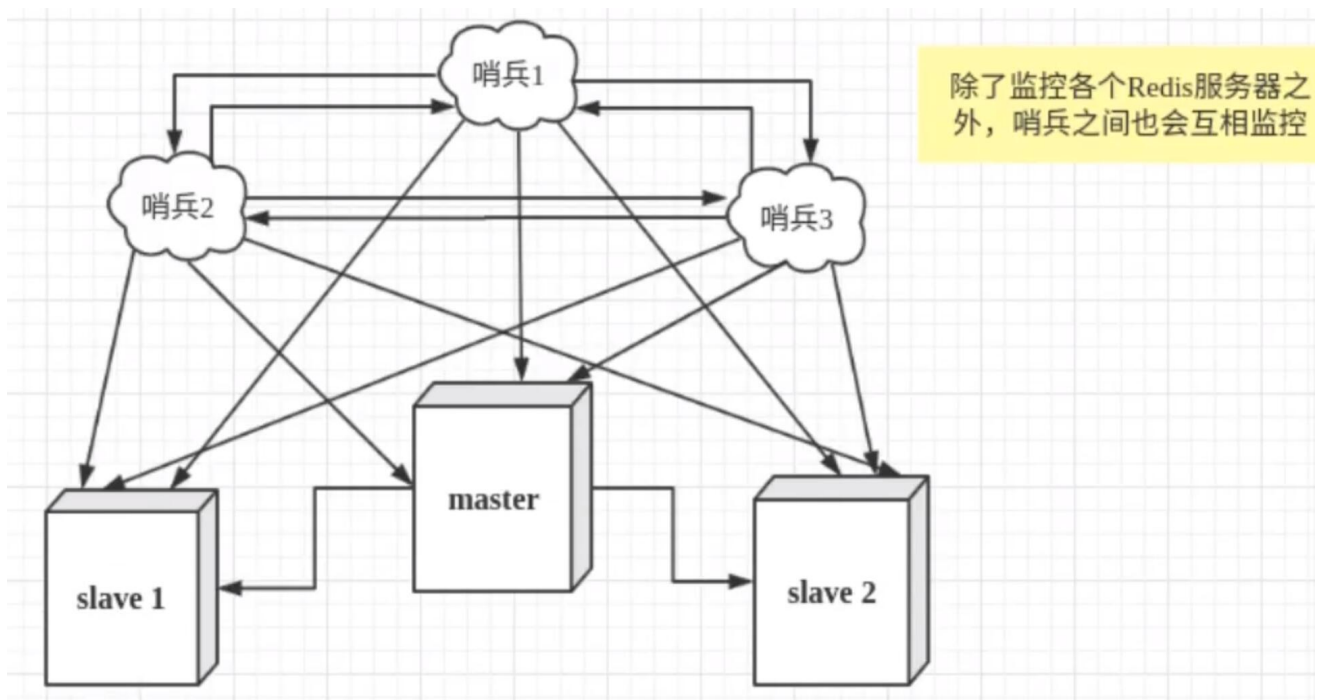 哨兵1
除了监控各个Redis服务器之
外，哨兵之间也会互相监控
哨兵2
哨兵3
master
slave 1
slave 2